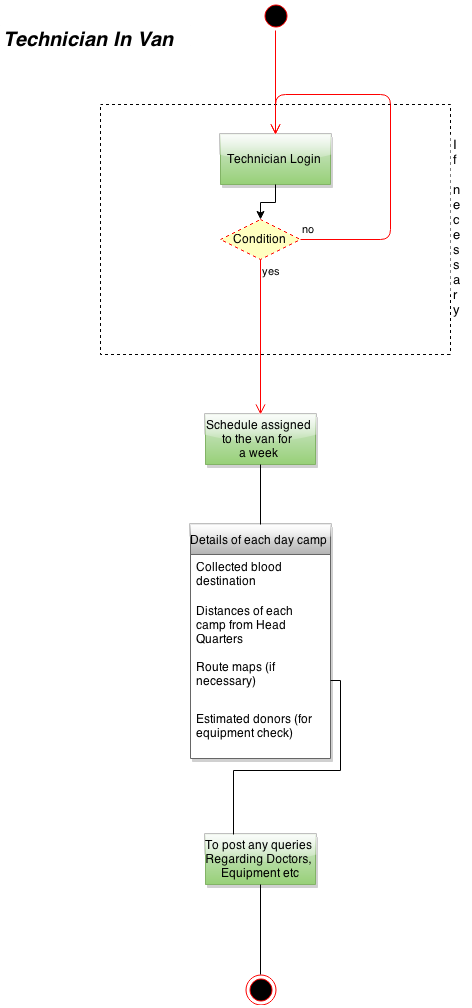 Technician In Van
Technician Login
If necessary
no
Condition
yes
Schedule assigned
to the van for
a week
Details of each day camp
Collected blood
destination
Distances of each
camp from Head
Quarters
Route maps (if
necessary)
Estimated donors (for
equipment check)
To post any queries
Regarding Doctors,
Equipment etc